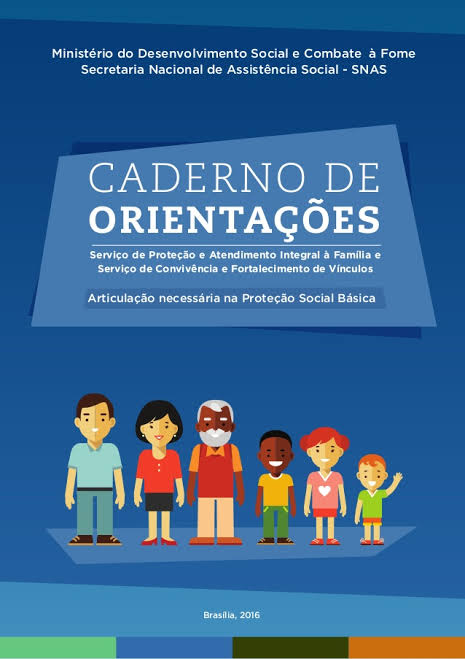 Ministério do Desenvolvimento Social e Combate à Fome
Secretaria Nacional de Assistência Social - SNAS
CADERNO DE
ORIENTAÇÕES
Serviço de Proteção e Atendimento Integral à Família e
Serviço de Convivência e Fortalecimento de Vínculos
Articulação necessária na Proteção Social Básica
Brasília, 2016